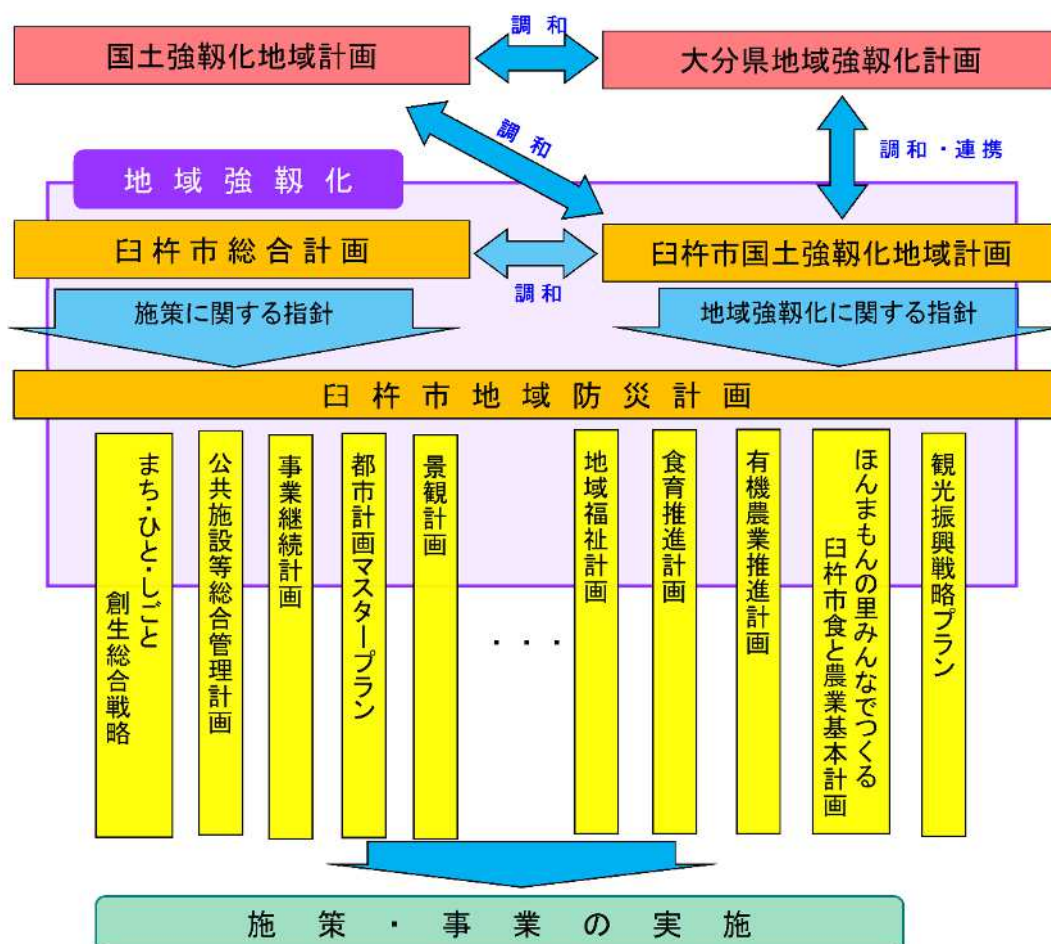 調和
国土強靱化地域計画
大分県地域強靱化計画
調和
調和・連携
地域強靱化
臼杵市総合計画
臼杵市国土強靱化地域計画
調和
施策に関する指針
地域強靱化に関する指針
臼杵市地域防災計画
まち・ひと・しごと
創生総合戦略
公共施設等総合管理計画
事業継続計画
都市計画マスタープラン
景観計画
・・・
地域福祉計画
食育推進計画
有機農業推進計画
ほんまもんの里みんなでつくる
臼杵市食と農業基本計画
観光振興戦略プラン
施策・事業の実施